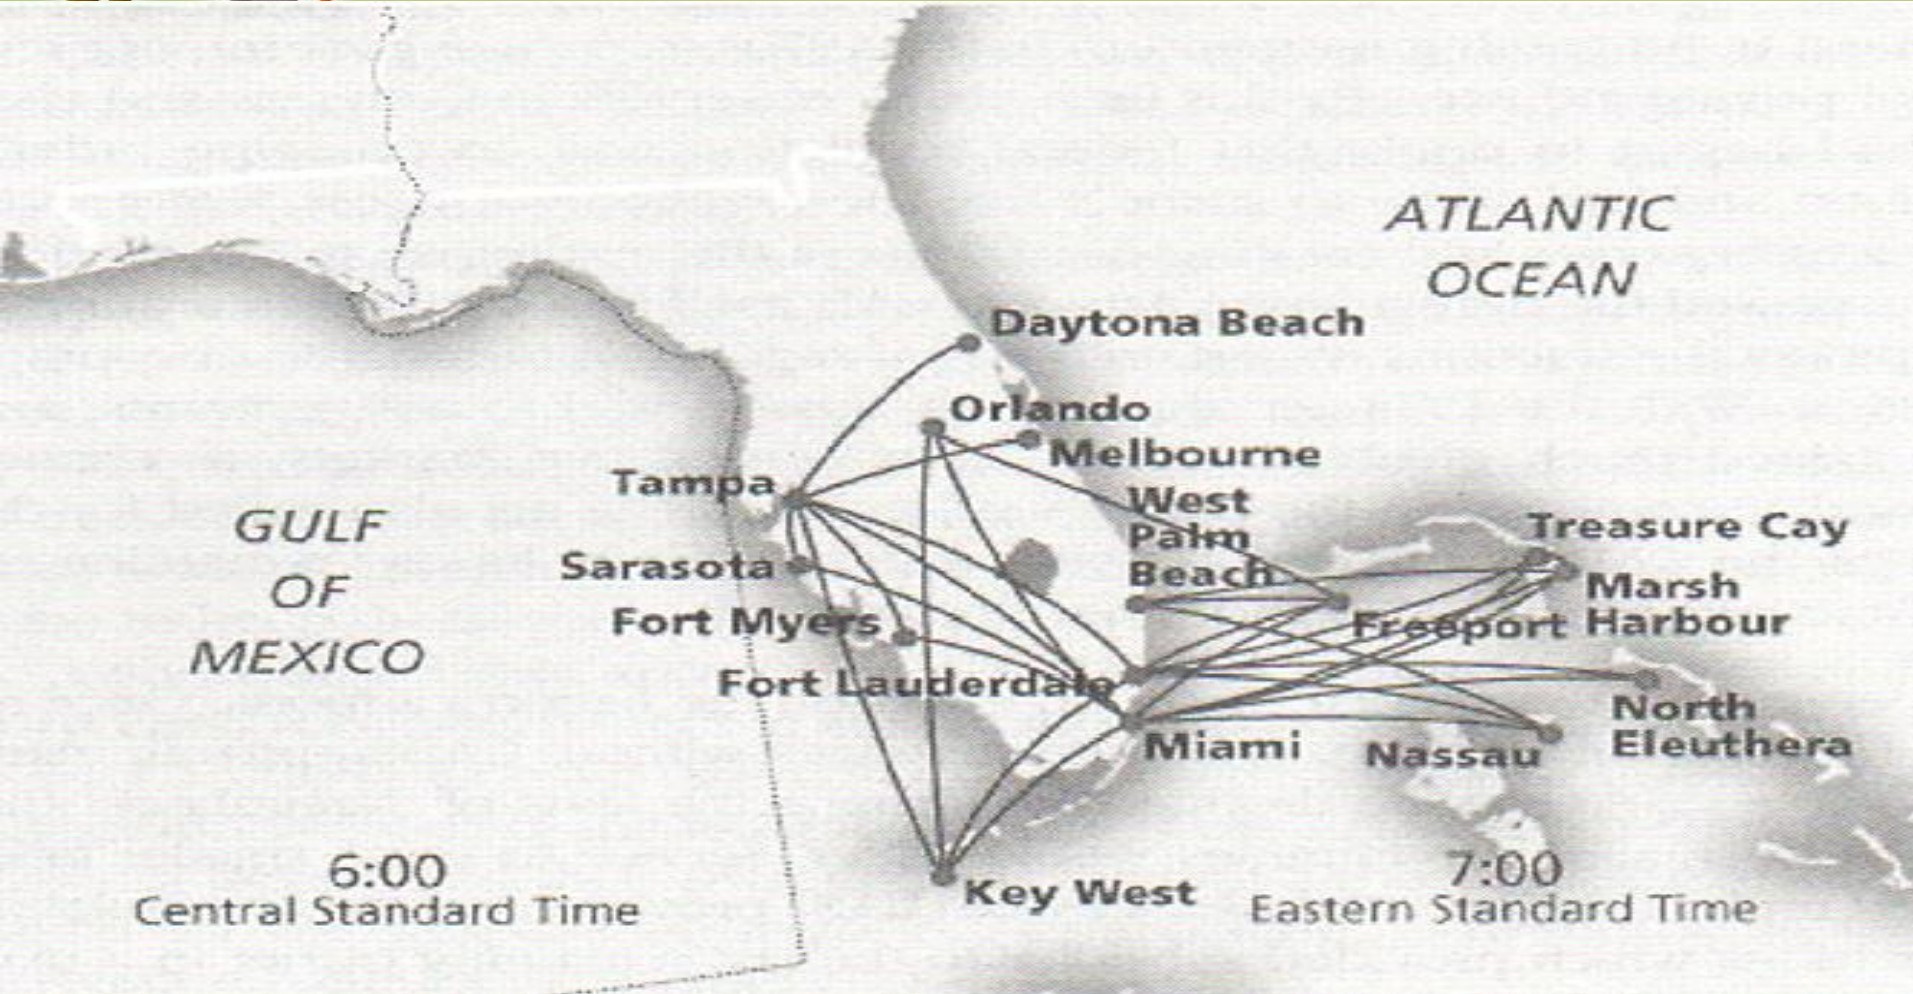 ATLANTIC
OCEAN
Daytona Beach
Orlando
Melbourne
Tampa
West
Palm
Beach
GULF
OF
MEXICO
Treasure Cay
Sarasota
Marsh
Harbour
Fort Myers
Freeport
Fort Lauderdale
North
Eleuthera
Miami
Nassau
6:00
Central Standard Time
Key West
7:00
Eastern Standard Time